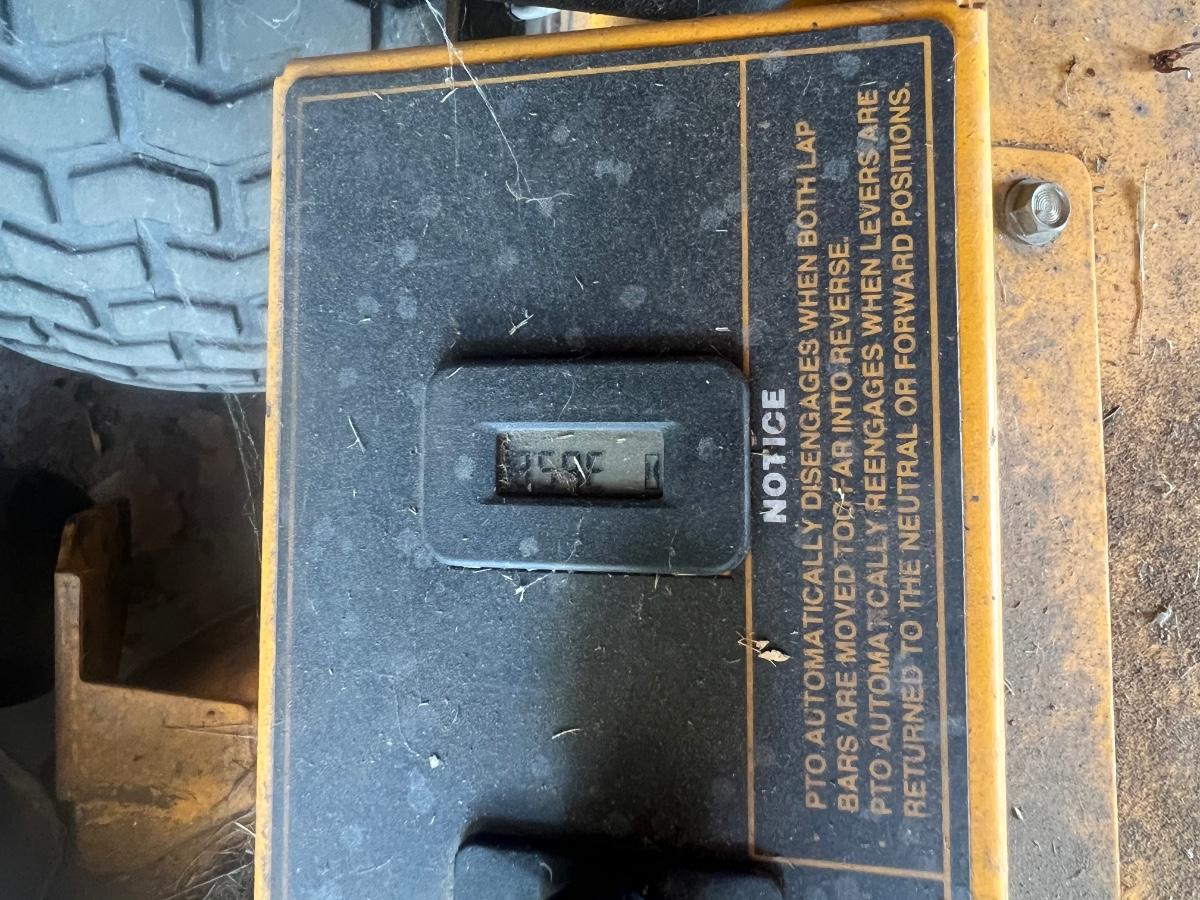 NOTICE
PTO AUTOMATICALLY DISENGAGES WHEN BOTH LAP
BARS ARE MOVED TOO FAR INTO REVERSE.
PTO AUTOMATICALLY REENGAGES WHEN LEVERS ARE
RETURNED TO THE NEUTRAL OR FORWARD POSITIONS.